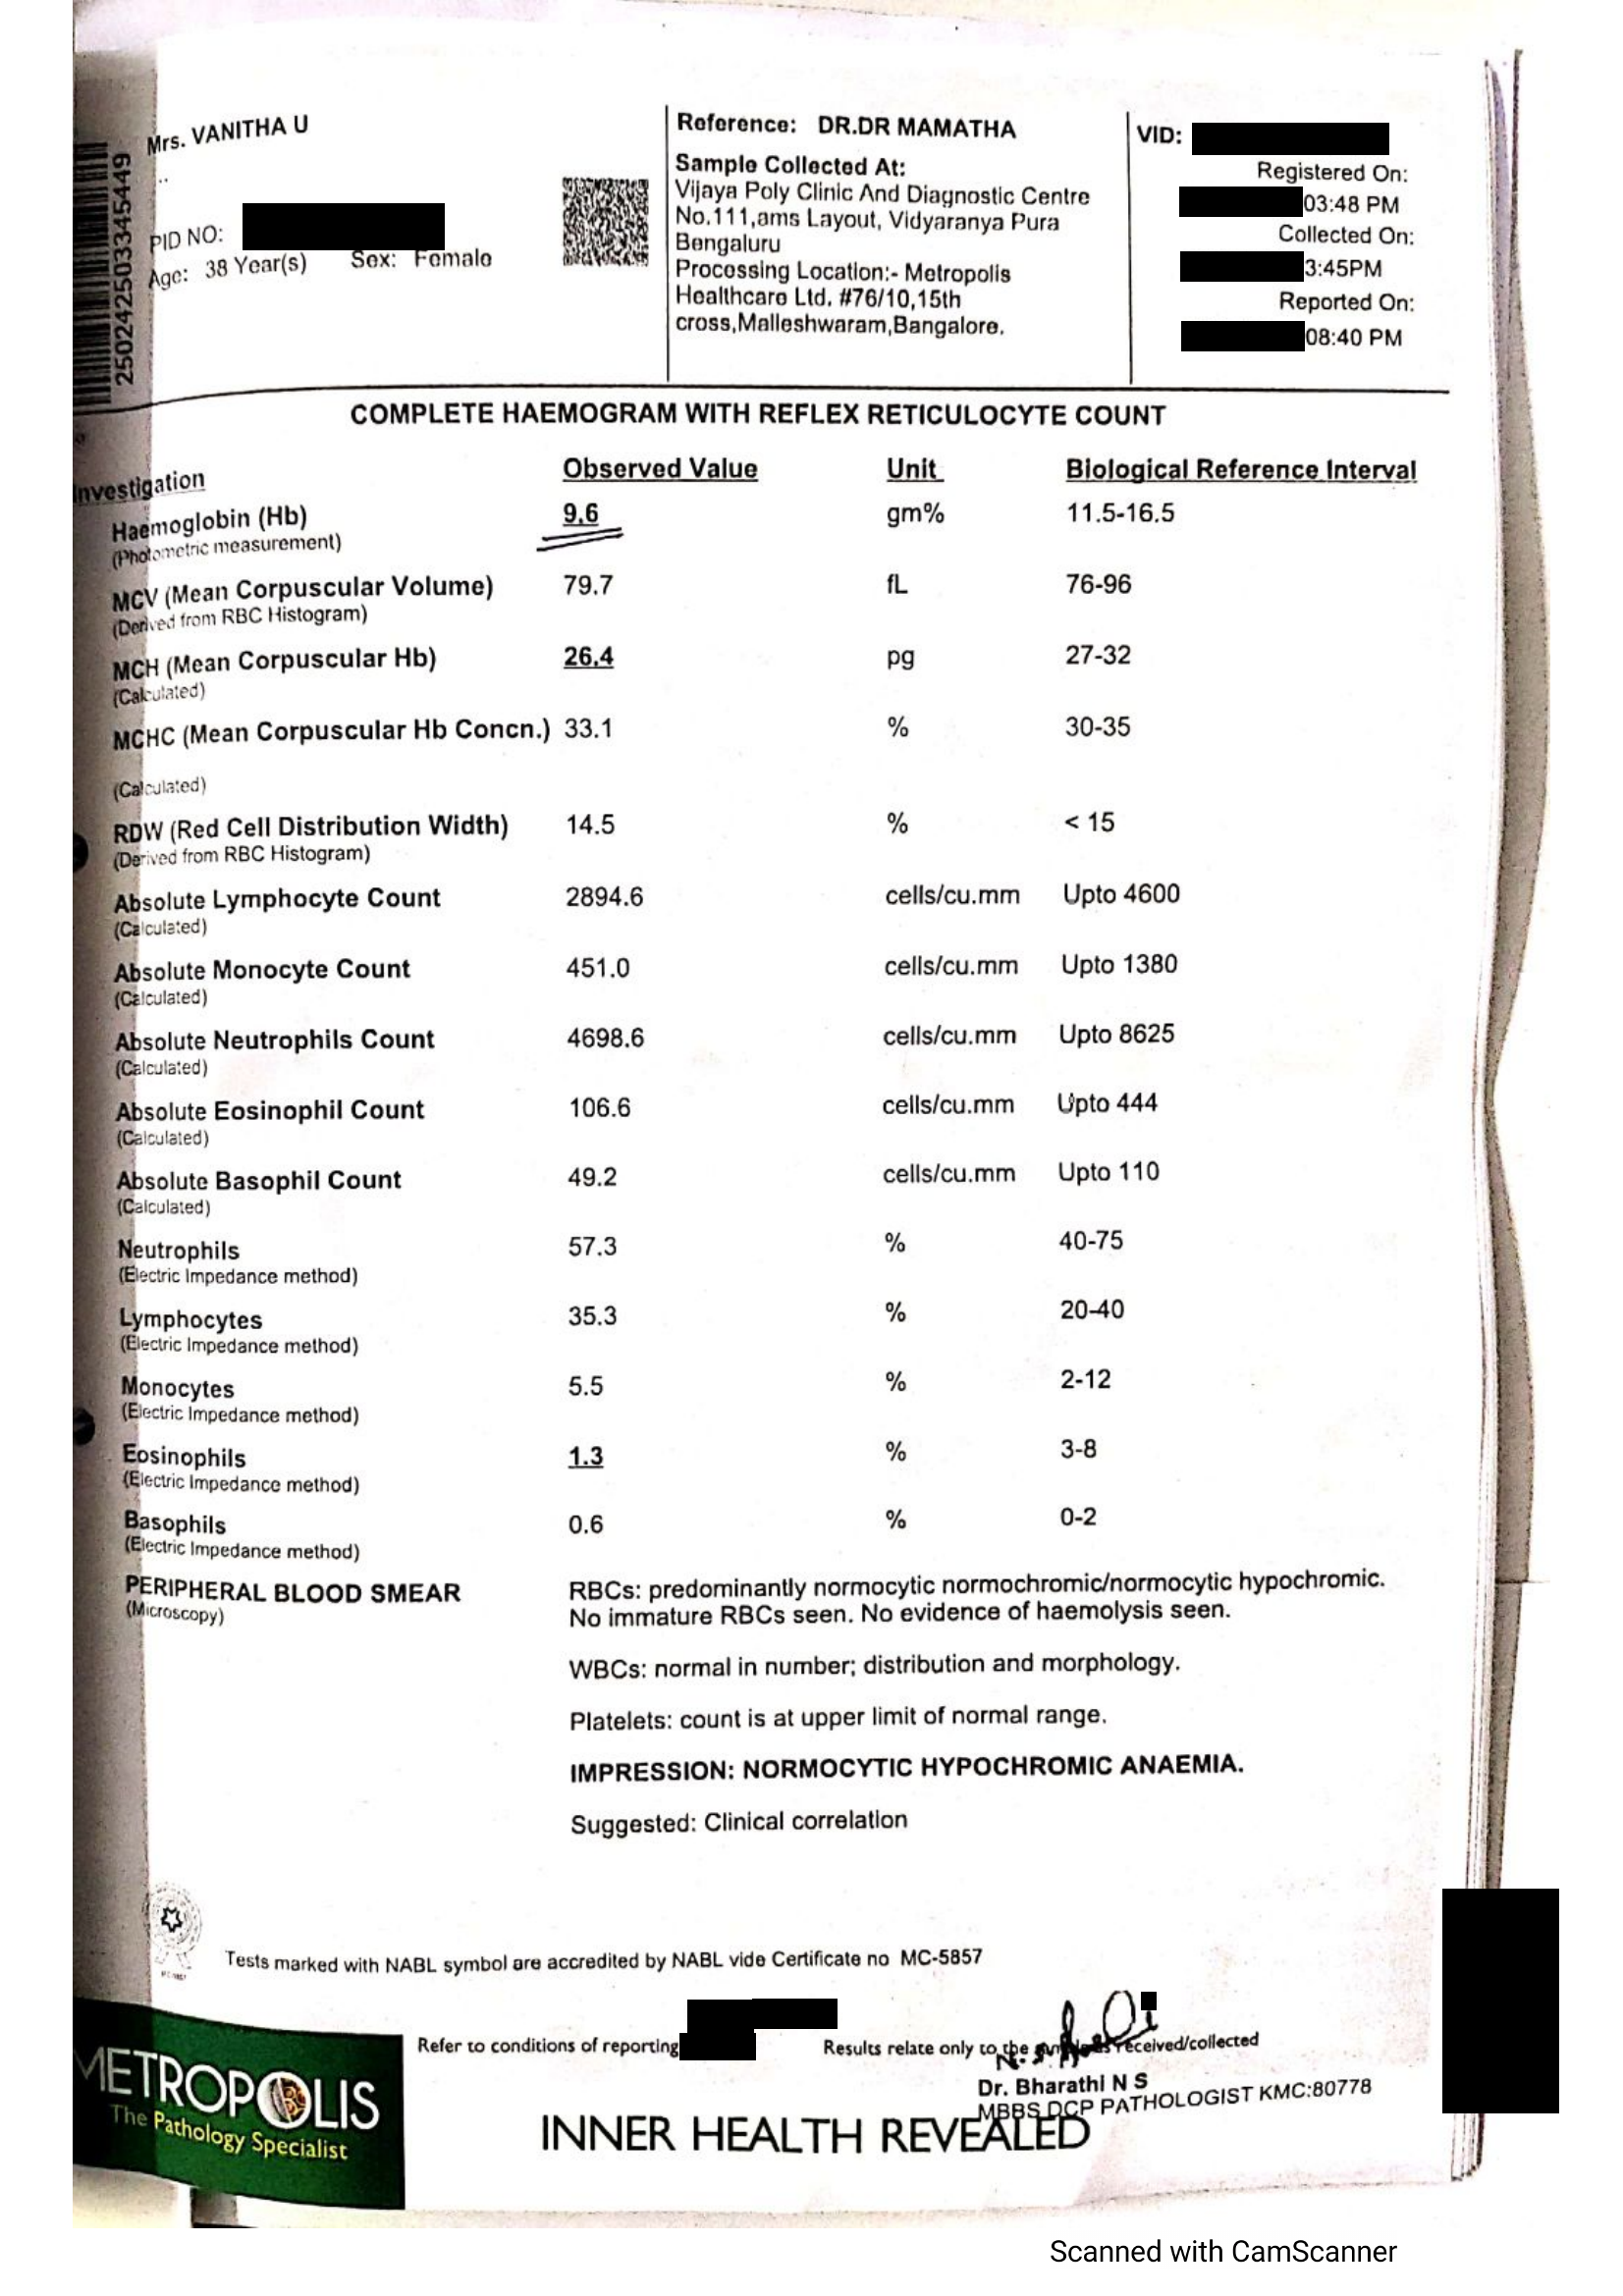 Mrs. VANITHA U
..
PID NO:
Age: 38 Year(s) Sex: Female
250242503345449
Reference: DR.DR MAMATHA
Sample Collected At:
Vijaya Poly Clinic And Diagnostic Centre
No.111,ams Layout, Vidyaranya Pura
Bengaluru
Processing Location:- Metropolis
Healthcare Ltd. #76/10,15th
cross,Malleshwaram,Bangalore.
VID:
Registered On:
03:48 PM
Collected On:
3:45PM
Reported On:
08:40 PM
COMPLETE HAEMOGRAM WITH REFLEX RETICULOCYTE COUNT
Investigation Observed Value Unit Biological Reference Interval
Haemoglobin (Hb) 9.6 gm% 11.5-16.5
(Photometric measurement)
MCV (Mean Corpuscular Volume) 79.7 fL 76-96
(Derived from RBC Histogram)
MCH (Mean Corpuscular Hb) 26.4 pg 27-32
(Calculated)
MCHC (Mean Corpuscular Hb Concn.) 33.1 % 30-35
(Calculated)
RDW (Red Cell Distribution Width) 14.5 % < 15
(Derived from RBC Histogram)
Absolute Lymphocyte Count 2894.6 cells/cu.mm Upto 4600
(Calculated)
Absolute Monocyte Count 451.0 cells/cu.mm Upto 1380
(Calculated)
Absolute Neutrophils Count 4698.6 cells/cu.mm Upto 8625
(Calculated)
Absolute Eosinophil Count 106.6 cells/cu.mm Upto 444
(Calculated)
Absolute Basophil Count 49.2 cells/cu.mm Upto 110
(Calculated)
Neutrophils 57.3 % 40-75
(Electric Impedance method)
Lymphocytes 35.3 % 20-40
(Electric Impedance method)
Monocytes 5.5 % 2-12
(Electric Impedance method)
Eosinophils 1.3 % 3-8
(Electric Impedance method)
Basophils 0.6 % 0-2
(Electric Impedance method)
PERIPHERAL BLOOD SMEAR RBCs: predominantly normocytic normochromic/normocytic hypochromic.
(Microscopy) No immature RBCs seen. No evidence of haemolysis seen.
WBCs: normal in number; distribution and morphology.
Platelets: count is at upper limit of normal range.
IMPRESSION: NORMOCYTIC HYPOCHROMIC ANAEMIA.
Suggested: Clinical correlation
Tests marked with NABL symbol are accredited by NABL vide Certificate no MC-5857
Refer to conditions of reporting Results relate only to the received/collected
Dr. Bharathi N S
MBBS DCP PATHOLOGIST KMC:80778
METROPOLIS
The Pathology Specialist
INNER HEALTH REVEALED
Scanned with CamScanner